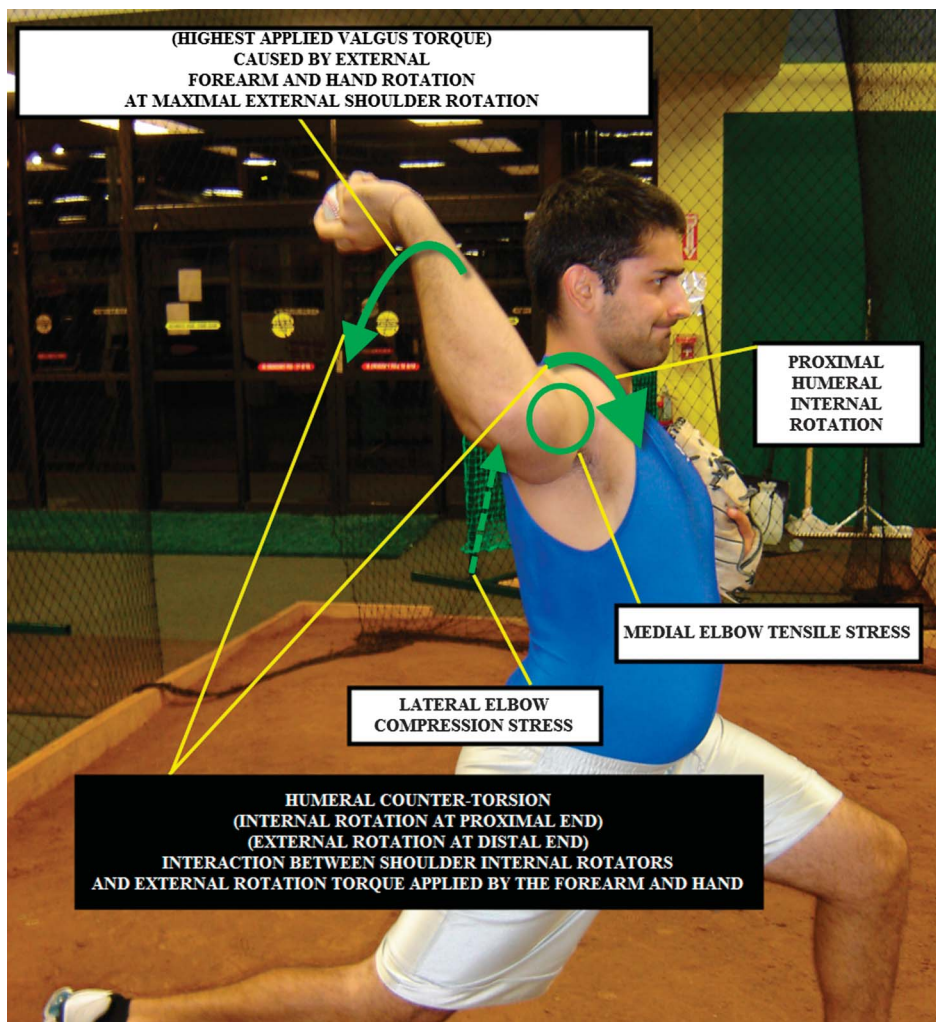 (HIGHEST APPLIED VALGUS TORQUE)
CAUSED BY EXTERNAL
FOREARM AND HAND ROTATION
AT MAXIMAL EXTERNAL SHOULDER ROTATION
PROXIMAL
HUMERAL
INTERNAL
ROTATION
MEDIAL ELBOW TENSILE STRESS
LATERAL ELBOW
COMPRESSION STRESS
HUMERAL COUNTER-TORSION
(INTERNAL ROTATION AT PROXIMAL END)
(EXTERNAL ROTATION AT DISTAL END)
INTERACTION BETWEEN SHOULDER INTERNAL ROTATORS
AND EXTERNAL ROTATION TORQUE APPLIED BY THE FOREARM AND HAND